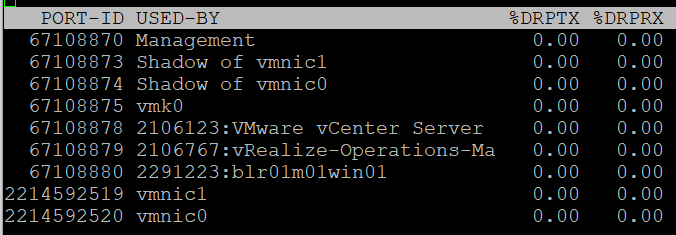 PORT-ID USED-BY %DRPTX %DRPRX
67108870 Management 0.00 0.00
67108873 Shadow of vmnic1 0.00 0.00
67108874 Shadow of vmnic0 0.00 0.00
67108875 vmk0 0.00 0.00
67108878 2106123:VMware vCenter Server 0.00 0.00
67108879 2106767:vRealize-Operations-Ma 0.00 0.00
67108880 2291223:blr01m01win01 0.00 0.00
2214592519 vmnic1 0.00 0.00
2214592520 vmnic0 0.00 0.00